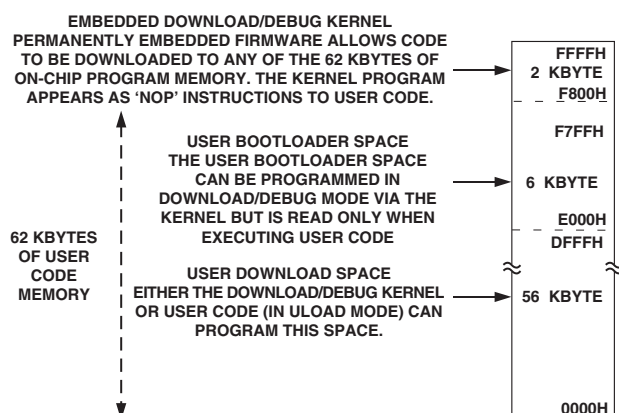 EMBEDDED DOWNLOAD/DEBUG KERNEL
PERMANENTLY EMBEDDED FIRMWARE ALLOWS CODE
TO BE DOWNLOADED TO ANY OF THE 62 KBYTES OF
ON-CHIP PROGRAM MEMORY. THE KERNEL PROGRAM
APPEARS AS ‘NOP’ INSTRUCTIONS TO USER CODE.
FFFFH
2 KBYTE
F800H
USER BOOTLOADER SPACE
THE USER BOOTLOADER SPACE
CAN BE PROGRAMMED IN
DOWNLOAD/DEBUG MODE VIA THE
KERNEL BUT IS READ ONLY WHEN
EXECUTING USER CODE
F7FFH
6 KBYTE
E000H
62 KBYTES
OF USER
CODE
MEMORY
USER DOWNLOAD SPACE
EITHER THE DOWNLOAD/DEBUG KERNEL
OR USER CODE (IN ULOAD MODE) CAN
PROGRAM THIS SPACE.
DFFFH
56 KBYTE
0000H